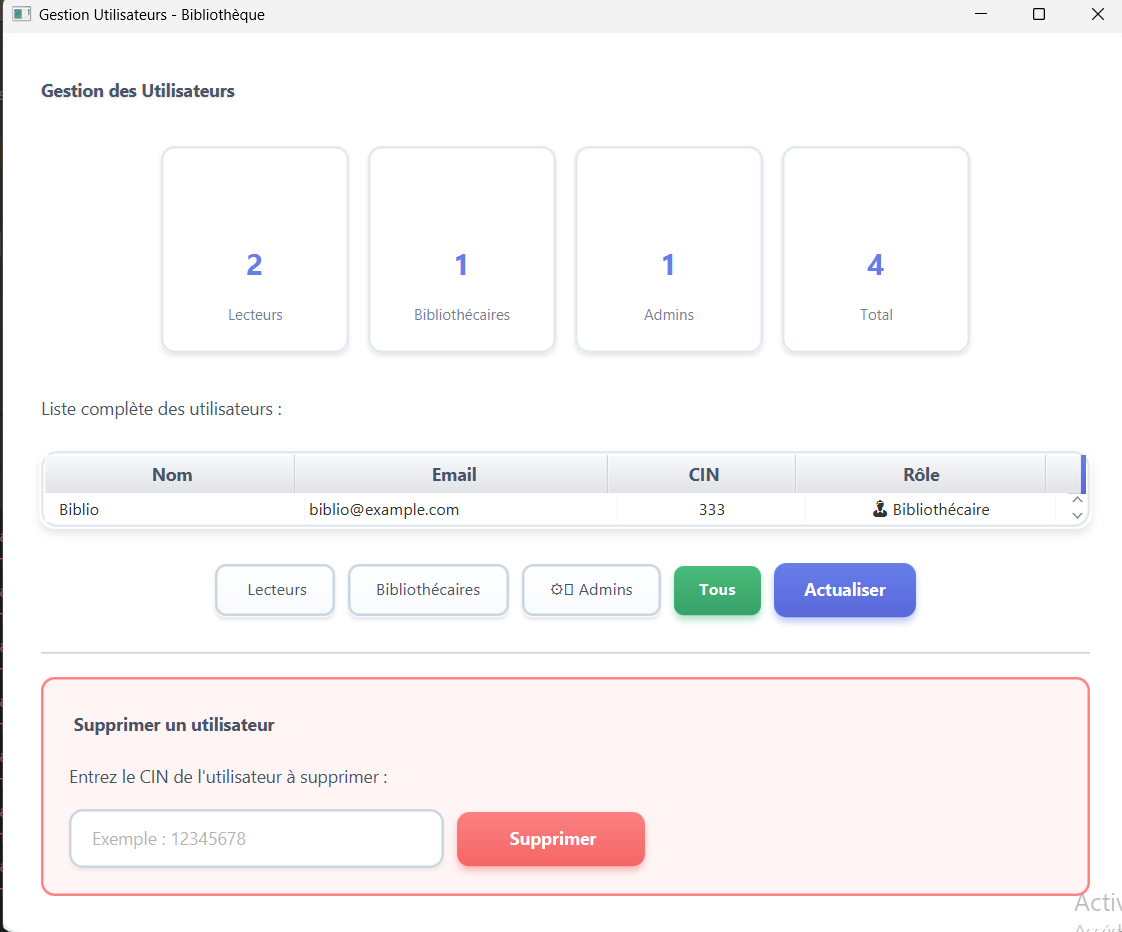 Gestion Utilisateurs - Bibliothèque
Gestion des Utilisateurs
2
Lecteurs
1
Bibliothécaires
1
Admins
4
Total
Liste complète des utilisateurs :
Nom Email CIN Rôle
Biblio biblio@example.com 333 Bibliothécaire
Lecteurs Bibliothécaires Admins Tous Actualiser
Supprimer un utilisateur
Entrez le CIN de l'utilisateur à supprimer :
Exemple : 12345678 Supprimer
Activ